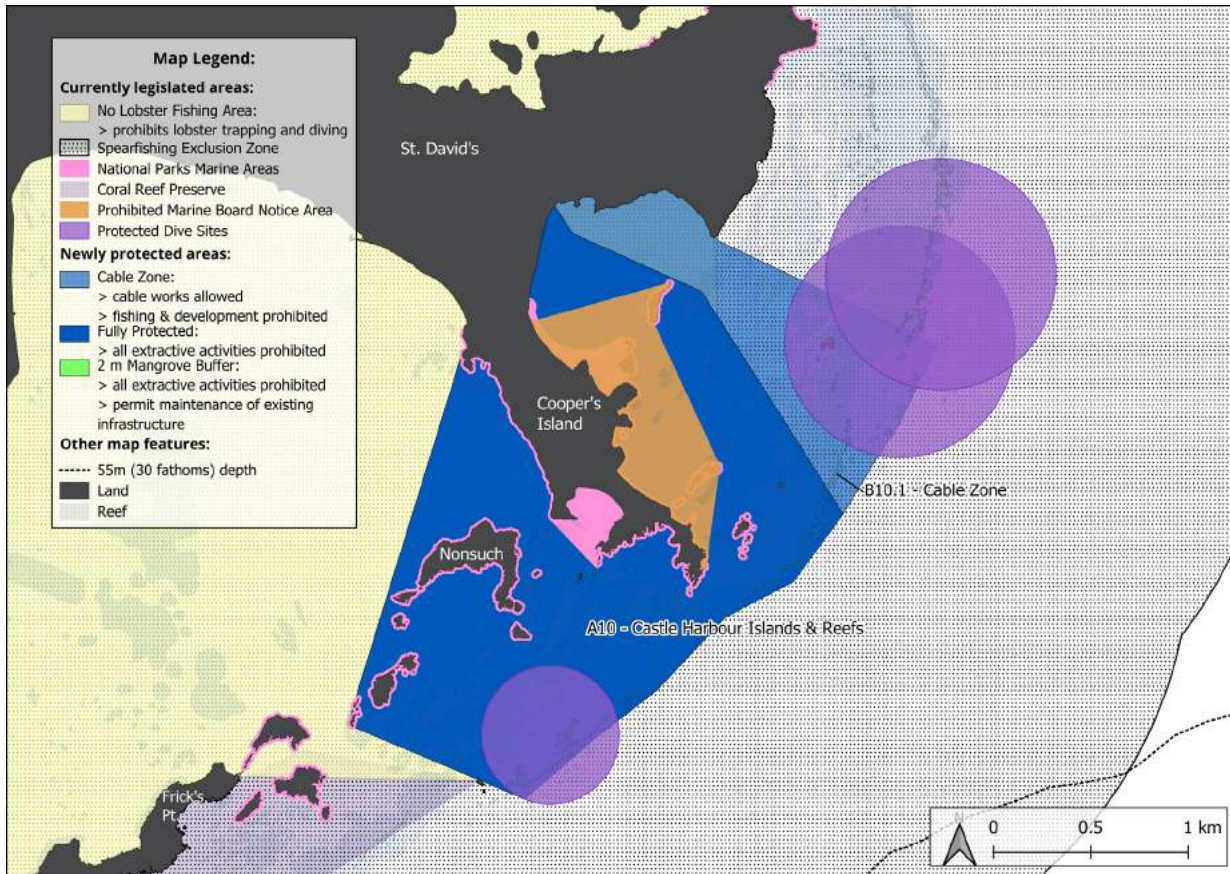 Map Legend:
Currently legislated areas:
No Lobster Fishing Area:
> prohibits lobster trapping and diving
Spearfishing Exclusion Zone
National Parks Marine Areas
Coral Reef Preserve
Prohibited Marine Board Notice Area
Protected Dive Sites
Newly protected areas:
Cable Zone:
> cable works allowed
> fishing & development prohibited
Fully Protected:
> all extractive activities prohibited
2 m Mangrove Buffer:
> all extractive activities prohibited
> permit maintenance of existing
infrastructure
Other map features:
55m (30 fathoms) depth
Land
Reef
St. David's
Cooper's
Island
B10.1 - Cable Zone
Nonsuch
A10 - Castle Harbour Islands & Reefs
Frick's
Pt.
N
0 0.5 1 km